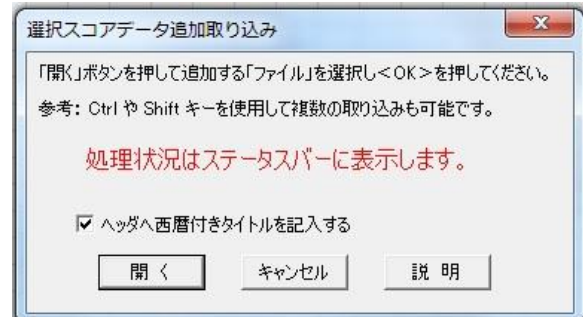 選択スコアデータ追加取り込み
「開く」ボタンを押して追加する「ファイル」を選択し<OK>を押してください。
参考: Ctrl や Shift キーを使用して複数の取り込みも可能です。
処理状況はステータスバーに表示します。
ヘッダへ西暦付きタイトルを記入する
開 く キャンセル 説 明